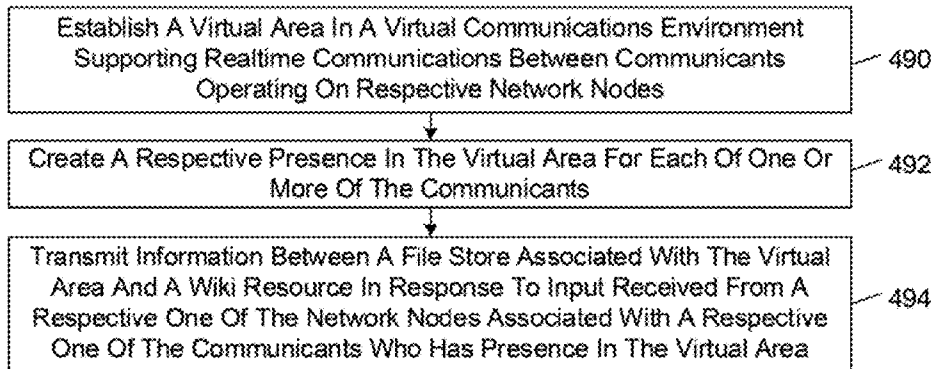 Establish A Virtual Area In A Virtual Communications Environment
Supporting Realtime Communications Between Communicants
Operating On Respective Network Nodes
490
Create A Respective Presence In The Virtual Area For Each Of One Or
More Of The Communicants
492
Transmit Information Between A File Store Associated With The Virtual
Area And A Wiki Resource In Response To Input Received From A
Respective One Of The Network Nodes Associated With A Respective
One Of The Communicants Who Has Presence In The Virtual Area
494